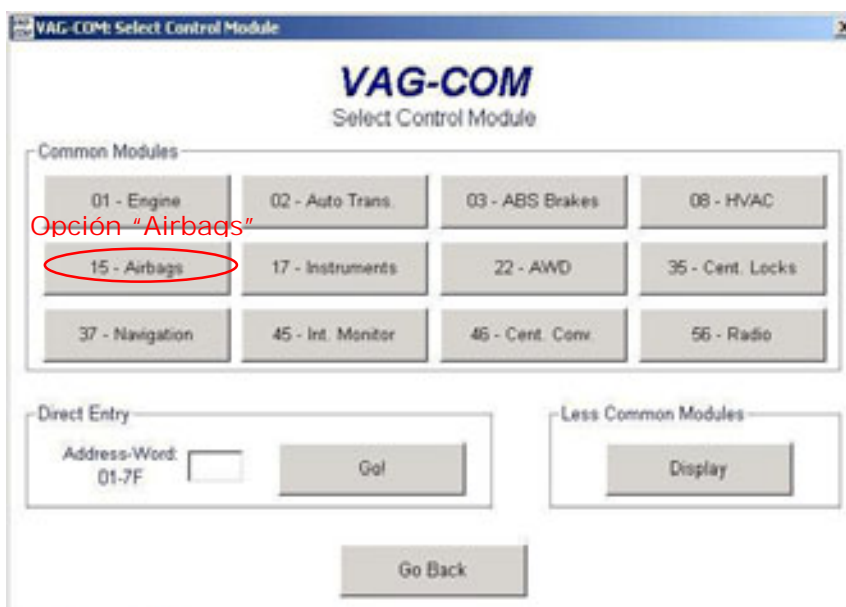 VAG-COM: Select Control Module
VAG-COM
Select Control Module
Common Modules
01 - Engine
02 - Auto Trans.
03 - ABS Brakes
08 - HVAC
Opción “Airbags”
15 - Airbags
17 - Instruments
22 - AWD
35 - Cent. Locks
37 - Navigation
45 - Int. Monitor
46 - Cent. Conv.
56 - Radio
Direct Entry
Address-Word:
01-7F
Go!
Less Common Modules
Display
Go Back